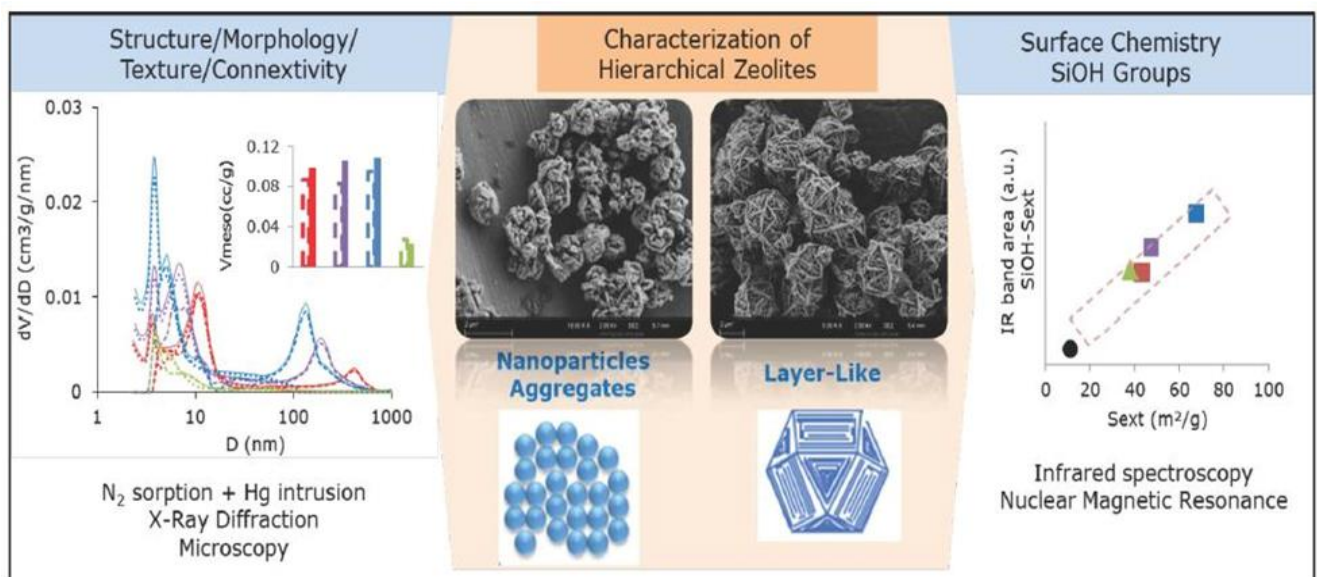 Structure/Morphology/
Texture/Connextivity
Characterization of
Hierarchical Zeolites
Surface Chemistry
SiOH Groups
dV/dD (cm3/g/nm)
0.03
0.02
0.01
0
1
10
100
1000
D (nm)
Vmeso(cc/g)
0.12
0.08
0.04
0
N₂ sorption + Hg intrusion
X-Ray Diffraction
Microscopy
Nanoparticles
Aggregates
Layer-Like
IR band area (a.u.)
SiOH-Sext
0
20
40
60
80
100
Sext (m²/g)
Infrared spectroscopy
Nuclear Magnetic Resonance